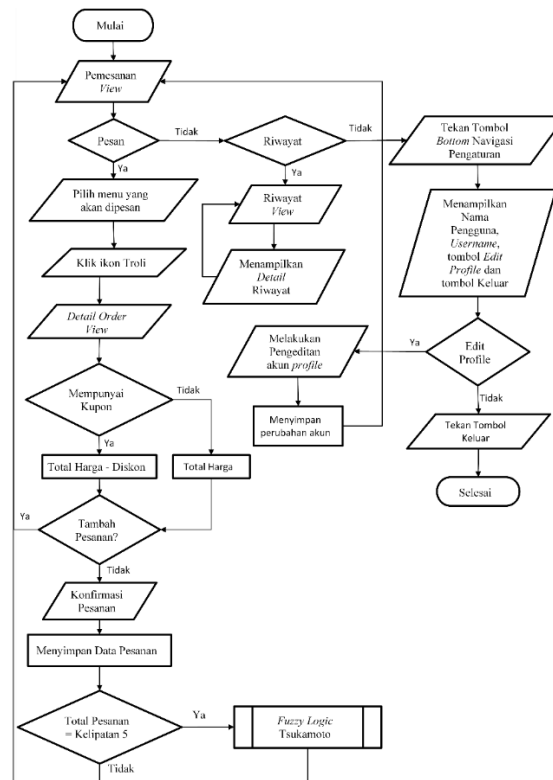 Mulai
Pemesanan
View
Pesan
Tidak
Riwayat
Tidak
Tekan Tombol
Bottom Navigasi
Pengaturan
Ya
Pilih menu yang
akan dipesan
Ya
Riwayat
View
Menampilkan
Nama
Pengguna,
Username,
tombol Edit
Profile dan
tombol Keluar
Klik ikon Troli
Menampilkan
Detail
Riwayat
Detail Order
View
Melakukan
Pengeditan
akun profile
Ya
Edit
Profile
Tidak
Mempunyai
Kupon
Tidak
Menyimpan
perubahan akun
Tekan Tombol
Keluar
Ya
Total Harga - Diskon
Total Harga
Selesai
Ya
Tambah
Pesanan?
Tidak
Konfirmasi
Pesanan
Menyimpan Data Pesanan
Total Pesanan
= Kelipatan 5
Ya
Fuzzy Logic
Tsukamoto
Tidak